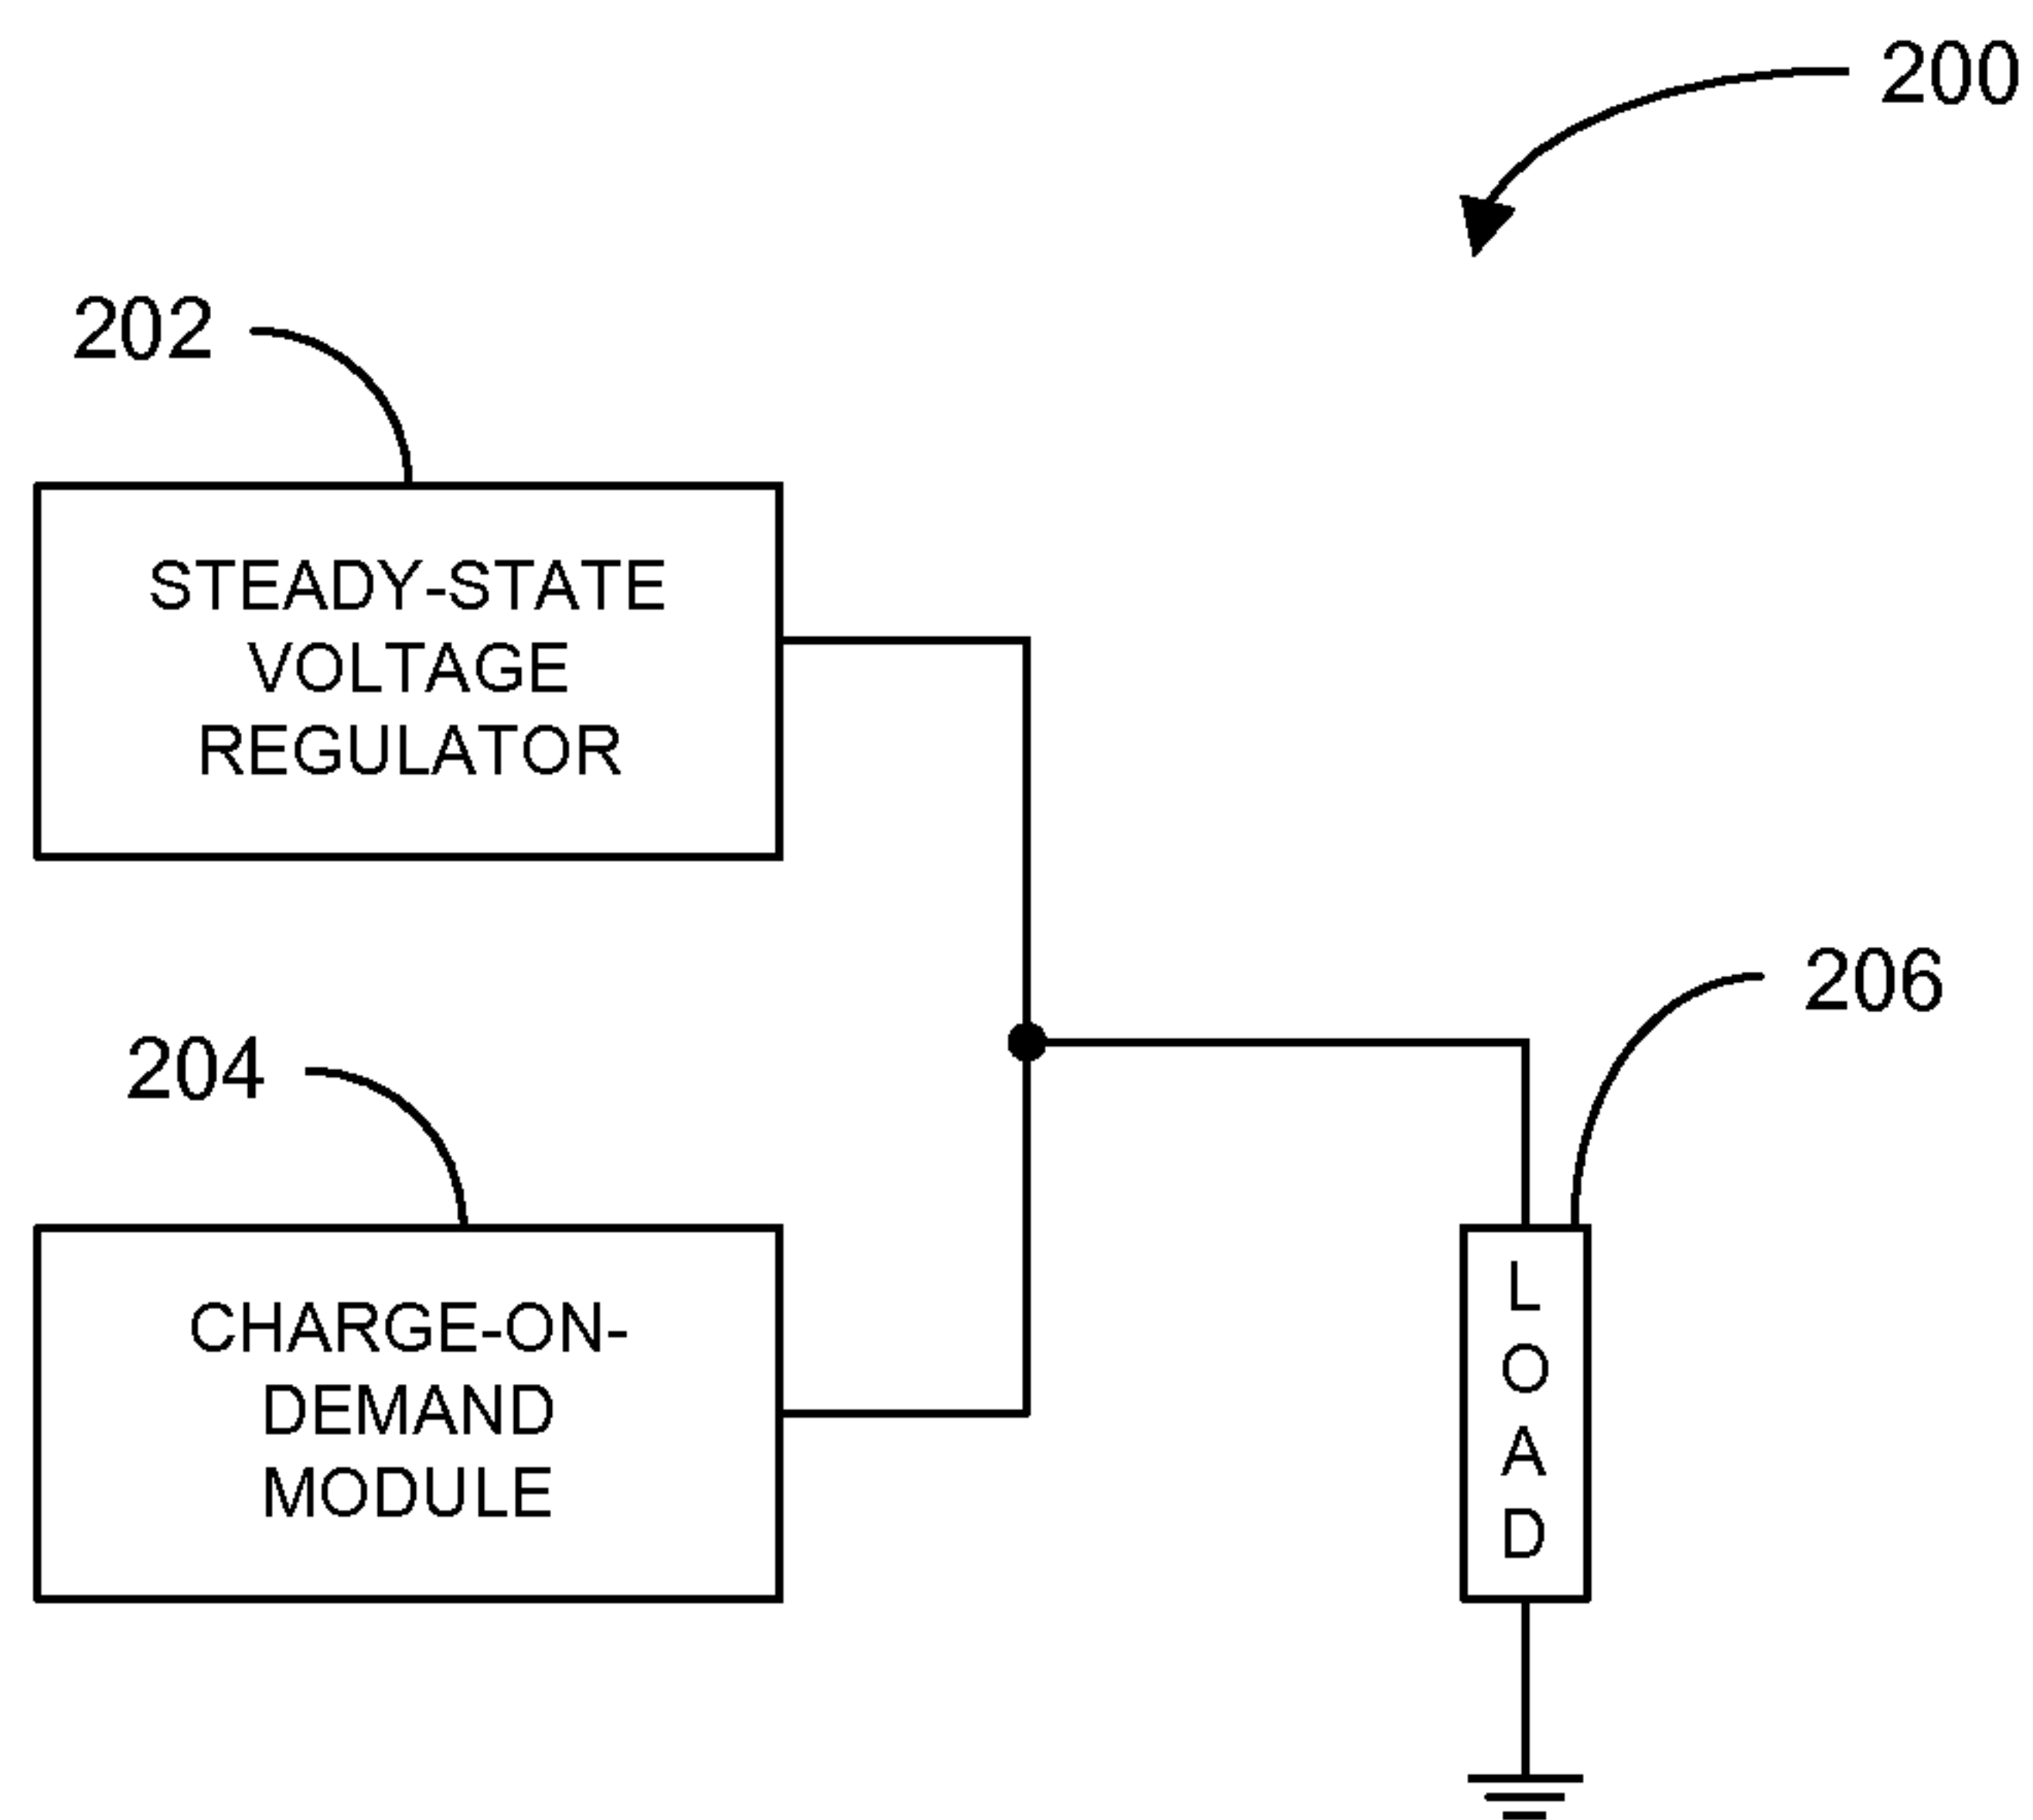 200
202
STEADY-STATE
VOLTAGE
REGULATOR
206
204
CHARGE-ON-
DEMAND
MODULE
L
O
A
D